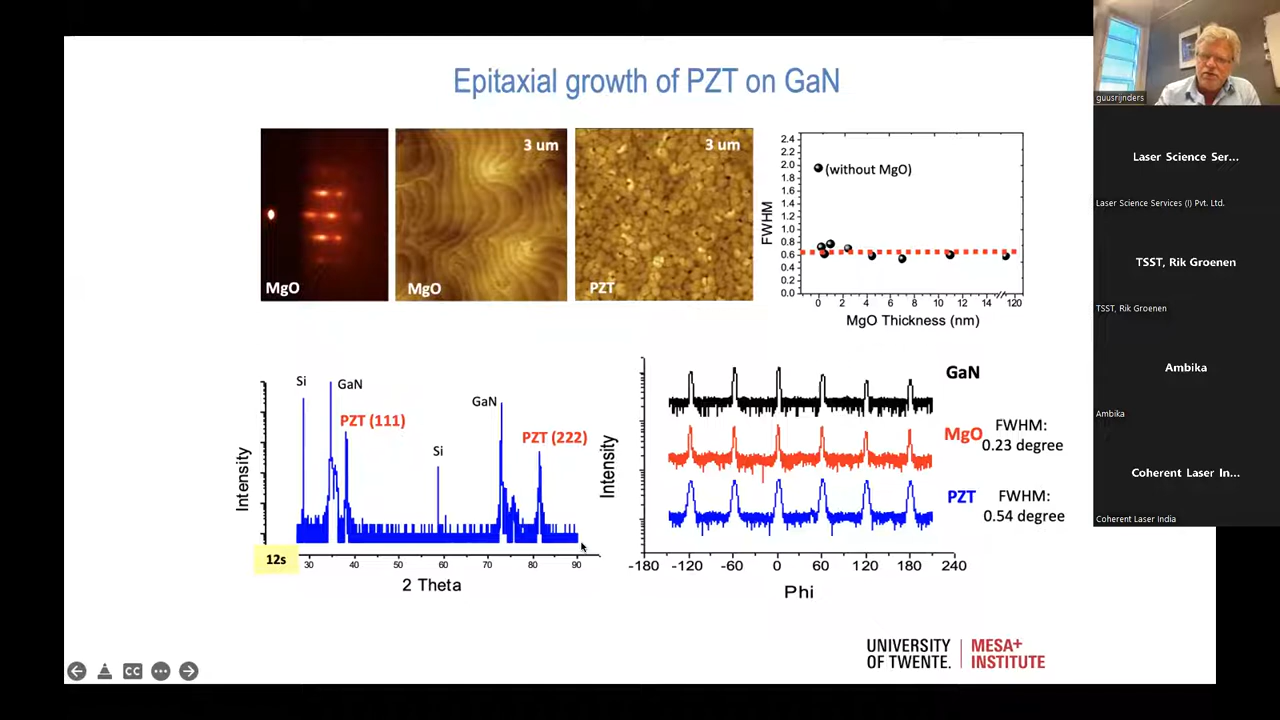 Epitaxial growth of PZT on GaN
MgO
3 um
MgO
3 um
PZT
2.4
2.2
2.0
1.8
1.6
1.4
1.2
1.0
0.8
0.6
0.4
0.2
0.0
FWHM
(without MgO)
0 2 4 6 8 10 12 14 120
MgO Thickness (nm)
Intensity
Si
GaN
PZT (111)
Si
GaN
PZT (222)
12s
30 40 50 60 70 80 90
2 Theta
Intensity
GaN
MgO
FWHM:
0.23 degree
PZT
FWHM:
0.54 degree
-180 -120 -60 0 60 120 180 240
Phi
UNIVERSITY
OF TWENTE.
MESA+
INSTITUTE
CC
guusrijnders
Laser Science Ser...
Laser Science Services (I) Pvt. Ltd.
TSST, Rik Groenen
TSST, Rik Groenen
Ambika
Ambika
Coherent Laser In...
Coherent Laser India